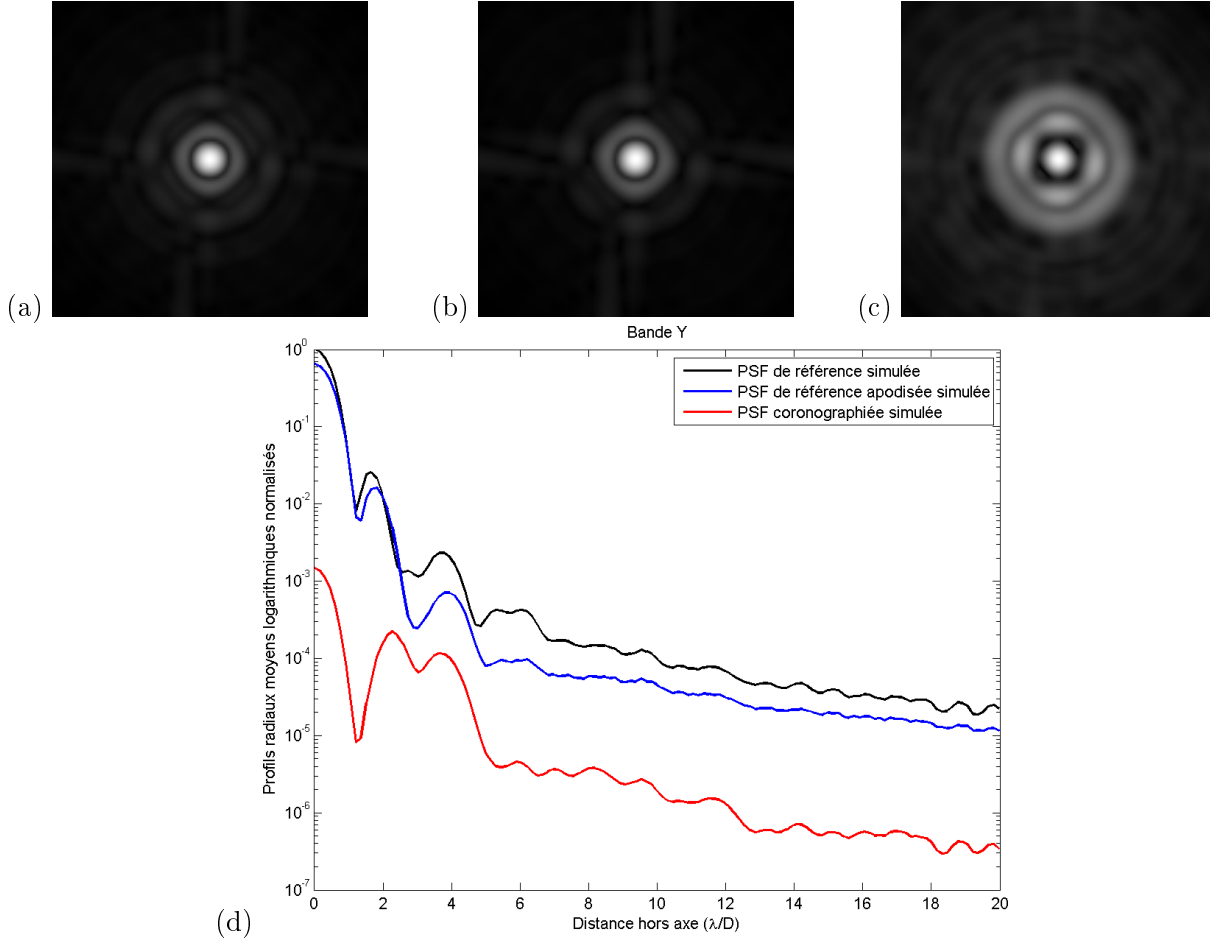 (a) (b) (c)
Bande Y
PSF de référence simulée
PSF de référence apodisée simulée
PSF coronographiée simulée
Profils radiaux moyens logarithmiques normalisés
10^0
10^-1
10^-2
10^-3
10^-4
10^-5
10^-6
10^-7
0 2 4 6 8 10 12 14 16 18 20
Distance hors axe (λ/D)
(d)